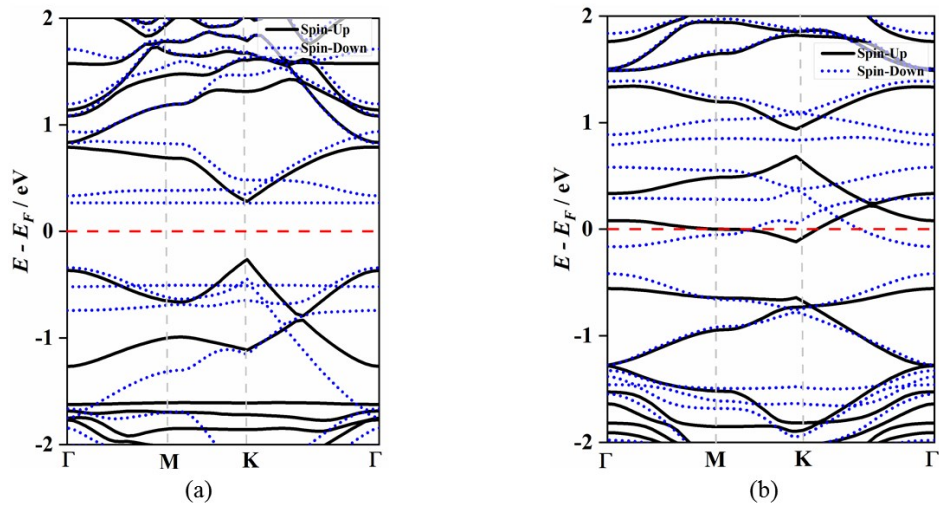 2
1
0
-1
-2
E - E_F / eV
Spin-Up
Spin-Down
Γ
M
K
Γ
(a)
2
1
0
-1
-2
E - E_F / eV
Spin-Up
Spin-Down
Γ
M
K
Γ
(b)